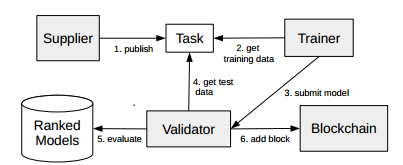 Supplier
Task
Trainer
1. publish
2. get
training data
4. get test
data
3. submit model
Ranked
Models
Validator
Blockchain
5. evaluate
6. add block